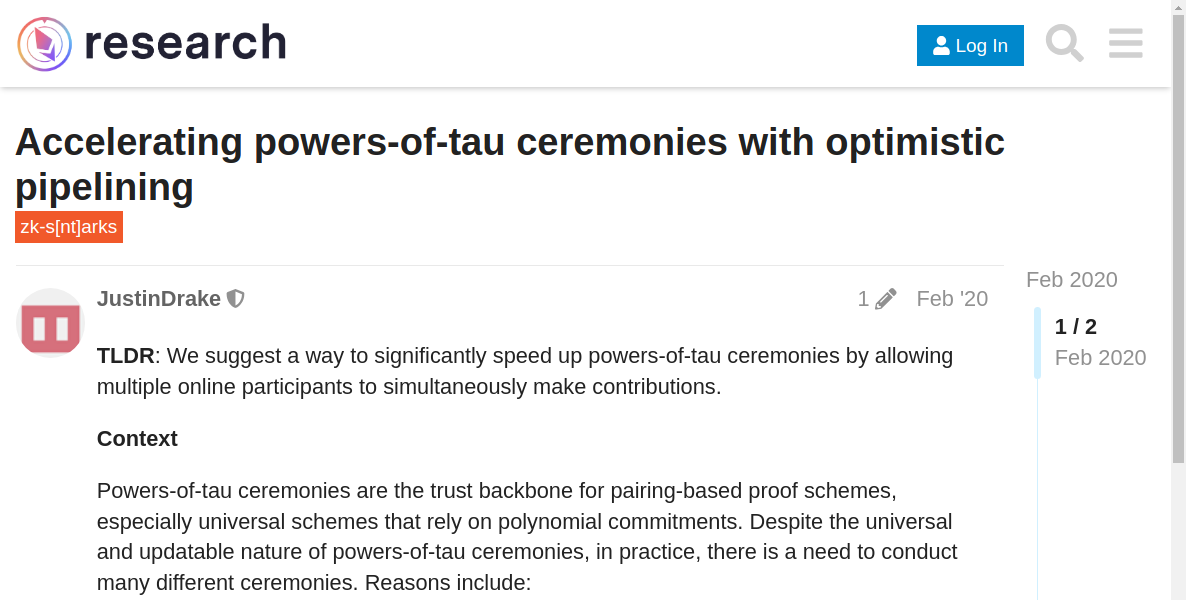 research
Log In
Accelerating powers-of-tau ceremonies with optimistic
pipelining
zk-s[nt]arks
JustinDrake
1
Feb '20
Feb 2020
1 / 2
Feb 2020
TLDR: We suggest a way to significantly speed up powers-of-tau ceremonies by allowing
multiple online participants to simultaneously make contributions.
Context
Powers-of-tau ceremonies are the trust backbone for pairing-based proof schemes,
especially universal schemes that rely on polynomial commitments. Despite the universal
and updatable nature of powers-of-tau ceremonies, in practice, there is a need to conduct
many different ceremonies. Reasons include: